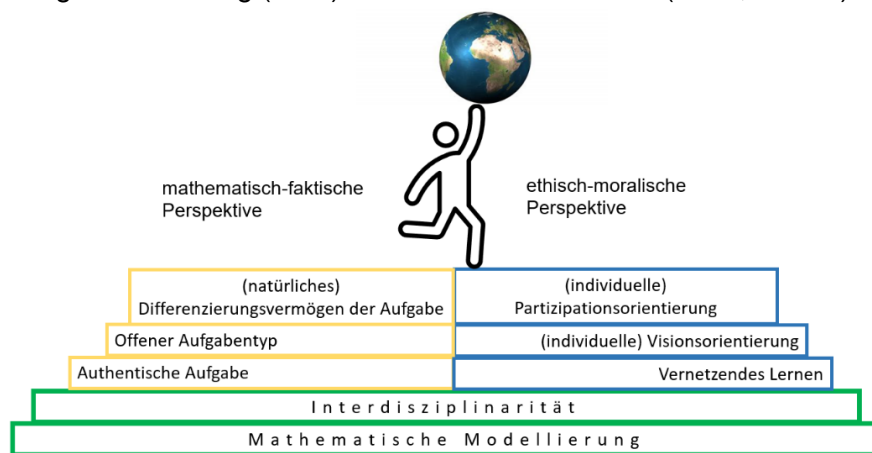 mathematisch-faktische
Perspektive
ethisch-moralische
Perspektive
(natürliches)
Differenzierungsvermögen der Aufgabe
(individuelle)
Partizipationsorientierung
Offener Aufgabentyp
(individuelle) Visionsorientierung
Authentische Aufgabe
Vernetzendes Lernen
Interdisziplinarität
Mathematische Modellierung